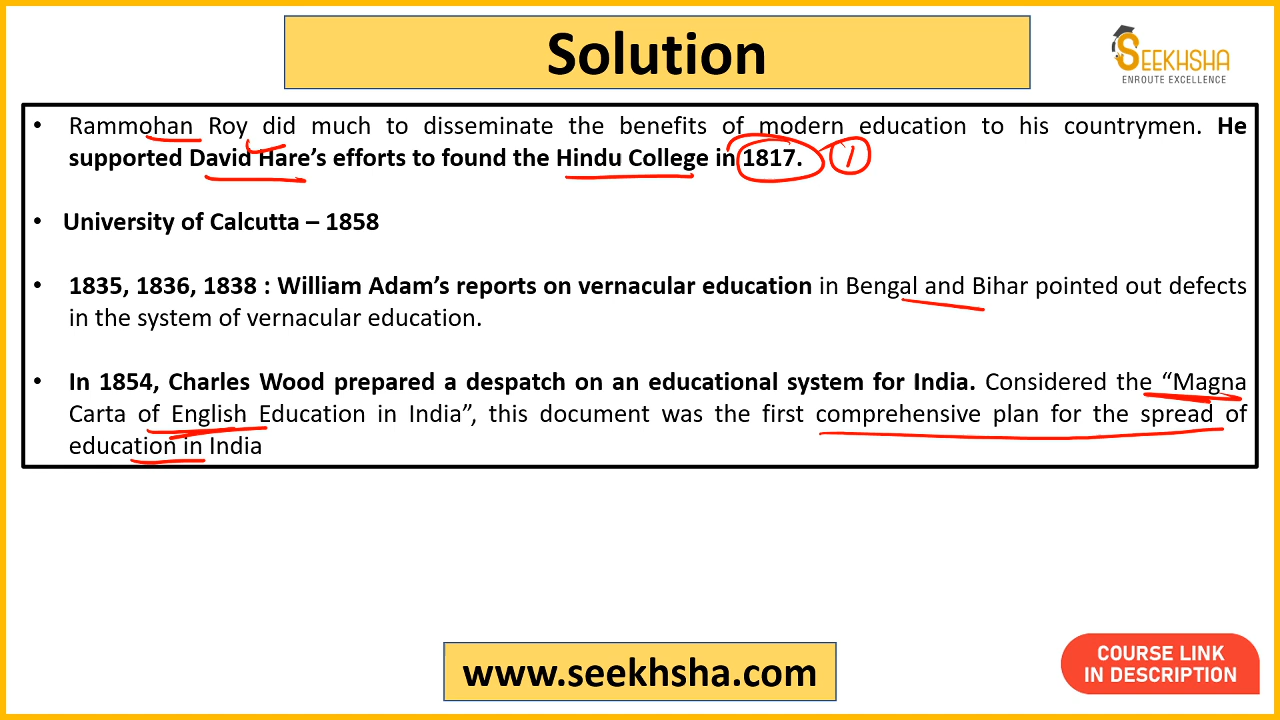 Solution
SEEKHSHA
ENROUTE EXCELLENCE
• Rammohan Roy did much to disseminate the benefits of modern education to his countrymen. He
supported David Hare’s efforts to found the Hindu College in 1817. 1
• University of Calcutta – 1858
• 1835, 1836, 1838 : William Adam’s reports on vernacular education in Bengal and Bihar pointed out defects
in the system of vernacular education.
• In 1854, Charles Wood prepared a despatch on an educational system for India. Considered the “Magna
Carta of English Education in India”, this document was the first comprehensive plan for the spread of
education in India
www.seekhsha.com
COURSE LINK
IN DESCRIPTION